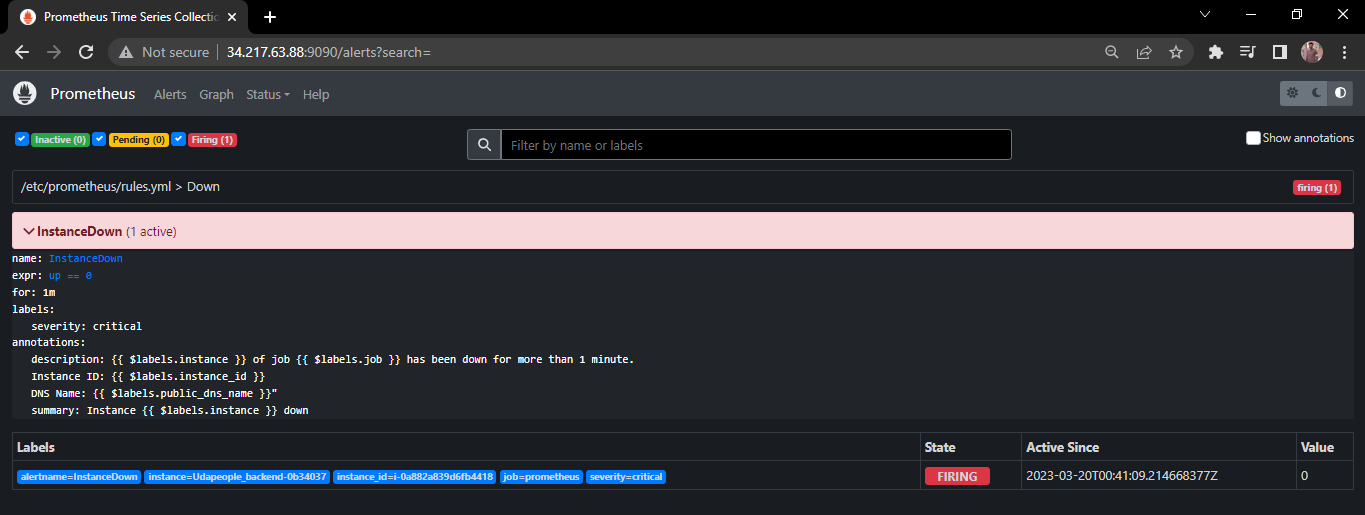 Prometheus Time Series Collectio
Not secure | 34.217.63.88:9090/alerts?search=
Prometheus Alerts Graph Status Help
Inactive (0) Pending (0) Firing (1) Filter by name or labels Show annotations
/etc/prometheus/rules.yml > Down firing (1)
InstanceDown (1 active)
name: InstanceDown
expr: up == 0
for: 1m
labels:
severity: critical
annotations:
description: {{ $labels.instance }} of job {{ $labels.job }} has been down for more than 1 minute.
Instance ID: {{ $labels.instance_id }}
DNS Name: {{ $labels.public_dns_name }}"
summary: Instance {{ $labels.instance }} down
Labels State Active Since Value
alertname=InstanceDown instance=Udapeople_backend-0b34037 instance_id=i-0a882a839d6fb4418 job=prometheus severity=critical FIRING 2023-03-20T00:41:09.214668377Z 0